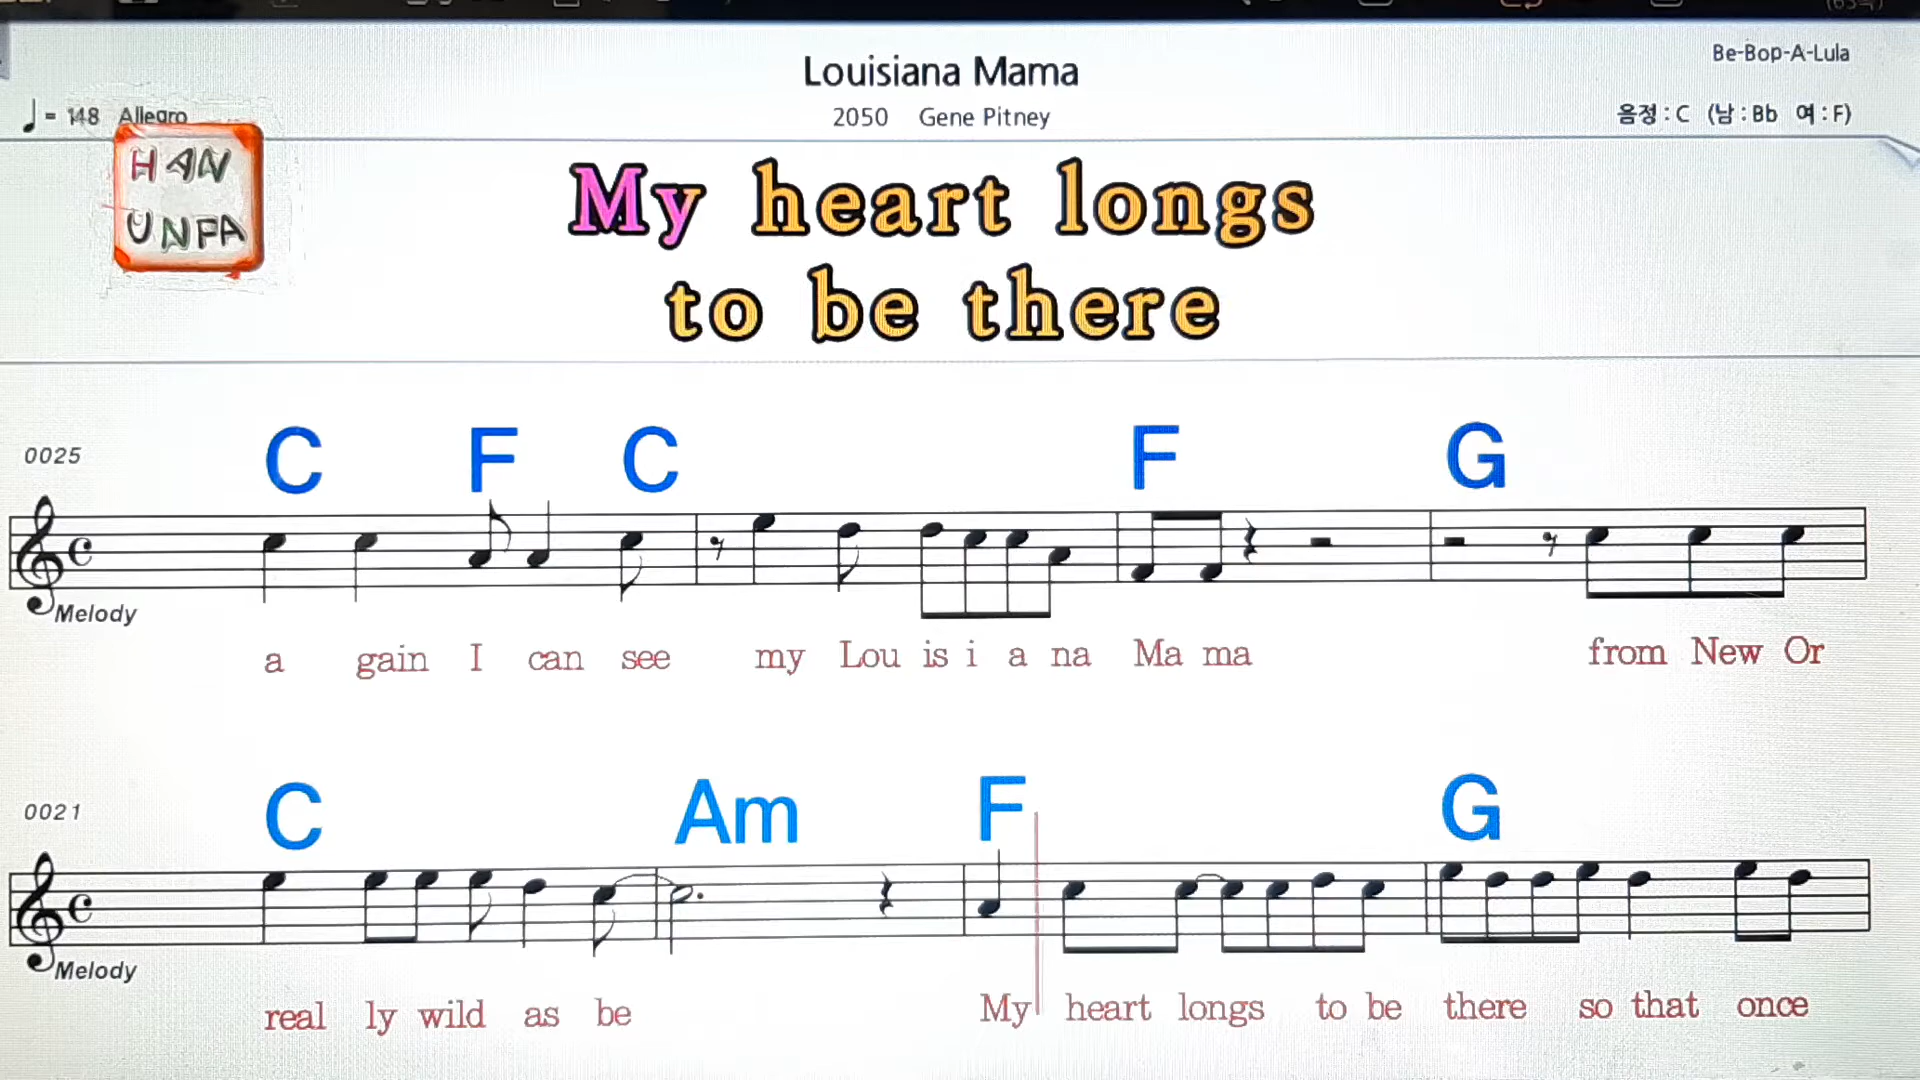 Louisiana Mama
Be-Bop-A-Lula
♩ = 148 Allegro
2050 Gene Pitney
음정 : C (남 : Bb 여 : F)
HAN
UNFA
My heart longs
to be there
C F C F G
0025
Melody
a gain I can see my Lou is i a na Ma ma from New Or
C Am F G
0021
Melody
real ly wild as be My heart longs to be there so that once